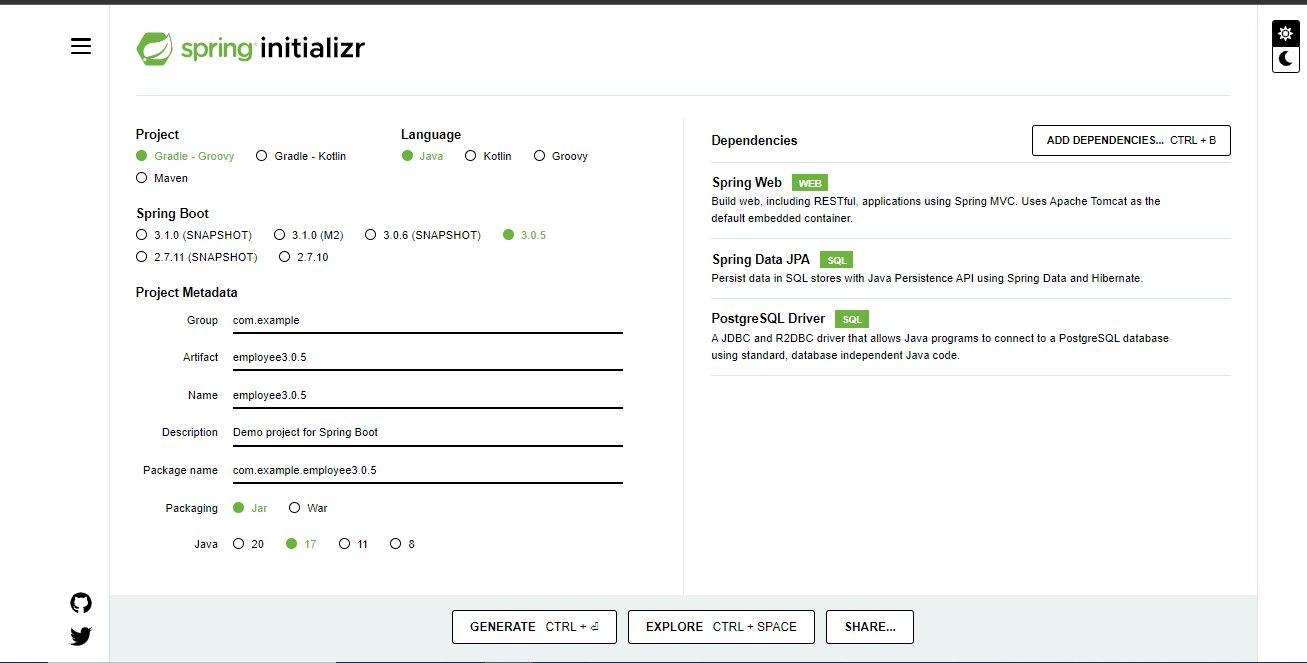 spring initializr
Project
Gradle - Groovy Gradle - Kotlin
Maven
Language
Java Kotlin Groovy
Spring Boot
3.1.0 (SNAPSHOT) 3.1.0 (M2) 3.0.6 (SNAPSHOT) 3.0.5
2.7.11 (SNAPSHOT) 2.7.10
Project Metadata
Group com.example
Artifact employee3.0.5
Name employee3.0.5
Description Demo project for Spring Boot
Package name com.example.employee3.0.5
Packaging Jar War
Java 20 17 11 8
Dependencies
ADD DEPENDENCIES... CTRL + B
Spring Web WEB
Build web, including RESTful, applications using Spring MVC. Uses Apache Tomcat as the
default embedded container.
Spring Data JPA SQL
Persist data in SQL stores with Java Persistence API using Spring Data and Hibernate.
PostgreSQL Driver SQL
A JDBC and R2DBC driver that allows Java programs to connect to a PostgreSQL database
using standard, database independent Java code.
GENERATE CTRL + ⏎
EXPLORE CTRL + SPACE
SHARE...